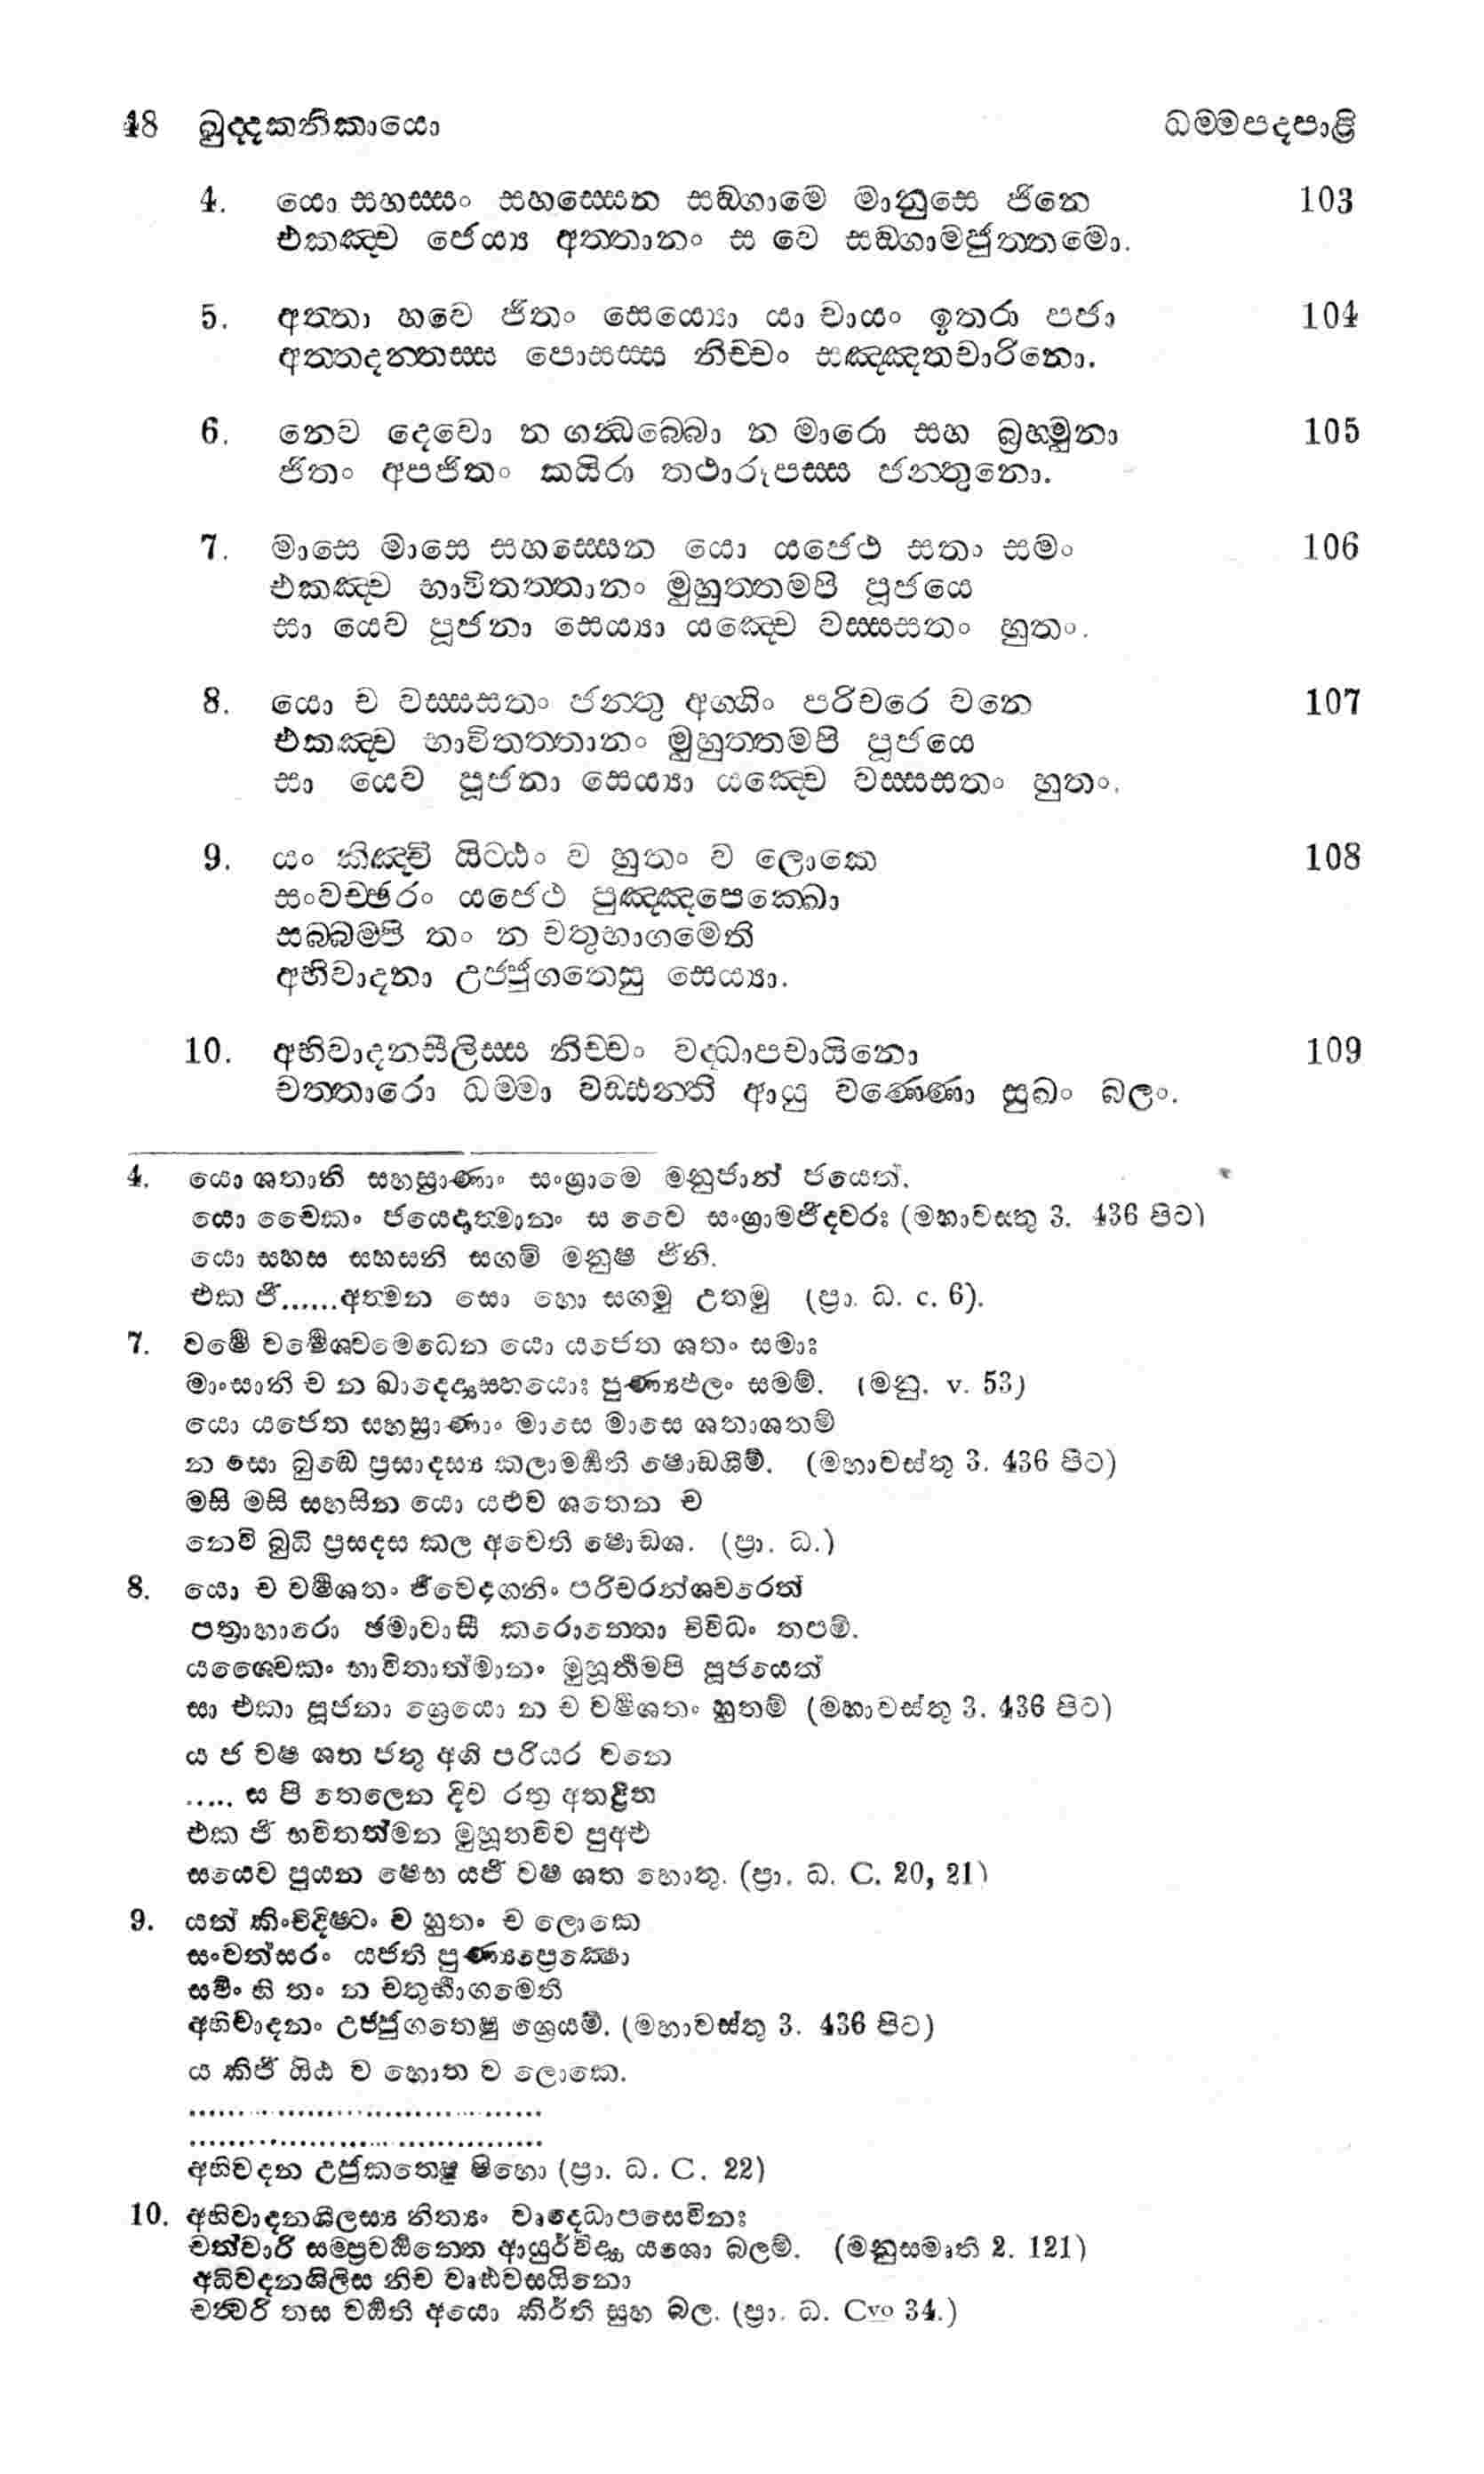 48 ඛුද්දකනිකායො ධම්මපදපාළි
4. යො සහස්සං සහස්සෙන සඞ්ගාමෙ මානුසෙ ජිනෙ 103
එකඤ්ච ජෙය්‍ය අත්තානං ස වෙ සඞ්ගාමජුත්තමො.
5. අත්තා හවෙ ජිතං සෙය්‍යො යා චායං ඉතරා පජා 104
අත්තදන්තස්ස පොසස්ස නිච්චං සඤ්ඤතචාරිනො.
6. නෙව දෙවො න ගන්ධබ්බො න මාරො සහ බ්‍රහ්මුනා 105
ජිතං අපජිතං කයිරා තථාරූපස්ස ජන්තුනො.
7. මාසෙ මාසෙ සහස්සෙන යො යජෙථ සතං සමං 106
එකඤ්ච භාවිතත්තානං මුහුත්තමපි පූජයෙ
සා යෙව පූජනා සෙය්‍යා යඤ්චෙ වස්සසතං හුතං.
8. යො ච වස්සසතං ජන්තු අග්ගිං පරිචරෙ වනෙ 107
එකඤ්ච භාවිතත්තානං මුහුත්තමපි පූජයෙ
සා යෙව පූජනා සෙය්‍යා යඤ්චෙ වස්සසතං හුතං.
9. යං කිඤ්චි යිට්ඨං ව හුතං ව ලොකෙ 108
සංවච්ඡරං යජෙථ පුඤ්ඤපෙක්ඛො
සබ්බම්පි තං න චතුභාගමෙති
අභිවාදනා උජ්ජුගතෙසු සෙය්‍යා.
10. අභිවාදනසීලිස්ස නිච්චං වද්ධාපචායිනො 109
චත්තාරො ධම්මා වඩ්ඪන්ති ආයු වණ්ණො සුඛං බලං.
4. යො ශතානි සහස්‍රාණාං සංග්‍රාමෙ මනුජාන් ජයෙත්.
යො චෛකං ජයෙදාත්මානං ස වෛ සංග්‍රාමජිද්වරඃ (මහාවස්තු 3. 436 පිට)
යො සහස සහසනි සගමි මනුෂ ජිනි.
එක ජි......අත්මන සො හො සගමු උතමු (ප්‍රා. ධ. c. 6).
7. වර්ෂෙ වර්ෂෙශ්වමෙධෙන යො යජෙත ශතං සමාඃ
මාංසානි ච න ඛාදෙද්‍යස්තයොඃ පුණ්‍යඵලං සමම්. (මනු. v. 53)
යො යජෙත සහස්‍රාණාං මාසෙ මාසෙ ශතාශතම්
න සො බුද්ධෙ ප්‍රසාදස්‍ය කලාමර්ඝති ෂොඩශීම්. (මහාවස්තු 3. 436 පිට)
මසි මසි සහසින යො යඑව ශතෙන ච
නෙවි බුධි ප්‍රසදස කල අවෙති ෂොඩශ. (ප්‍රා. ධ.)
8. යො ච වර්ෂශතං ජීවෙදග්නිං පරිචරන්ශ්චරෙත්
පත්‍රාහාරො ඡමාවාසී කරොන්තො විවිධං තපම්.
යශ්චෛකං භාවිතාත්මානං මුහූර්තමපි පූජයෙත්
සා එකා පූජනා ශ්‍රෙයො න ච වර්ෂශතං හුතම් (මහාවස්තු 3. 436 පිට)
ය ජ වෂ ශත ජතු අගි පරියර වනෙ
..... ස පි තෙලෙන දිව රත්‍ර අතද්‍රිත
එක ජි භවිතත්මන මුහූතවිව පුඅඑ
සයෙව පුයන ෂෙභ යජි වෂ ශත හොතු. (ප්‍රා. ධ. C. 20, 21)
9. යත් කිංචිදිෂ්ටං ච හුතං ච ලොකෙ
සංවත්සරං යජති පුණ්‍යප්‍රෙක්ෂො
සර්වං පි තං න චතුර්භාගමෙති
අභිවාදනං උජ්ජුගතෙෂු ශ්‍රෙයම්. (මහාවස්තු 3. 436 පිට)
ය කිජි යිඨ ව හොත ව ලොකෙ.
.....................................
.....................................
අභිවදන උජුකතෙෂු ෂිහො (ප්‍රා. ධ. C. 22)
10. අභිවාදනශීලස්‍ය නිත්‍යං වෘද්ධොපසෙවිනඃ
චත්වාරි සම්ප්‍රවර්ධන්තෙ ආයුර්විද්‍යා යශො බලම්. (මනුස්මෘති 2. 121)
අධිවදනශිලිස නිච වෘඪවසයිනො
චත්වරි තස වර්ධති අයො කිර්ති සුහ බල. (ප්‍රා. ධ. Cvo 34.)